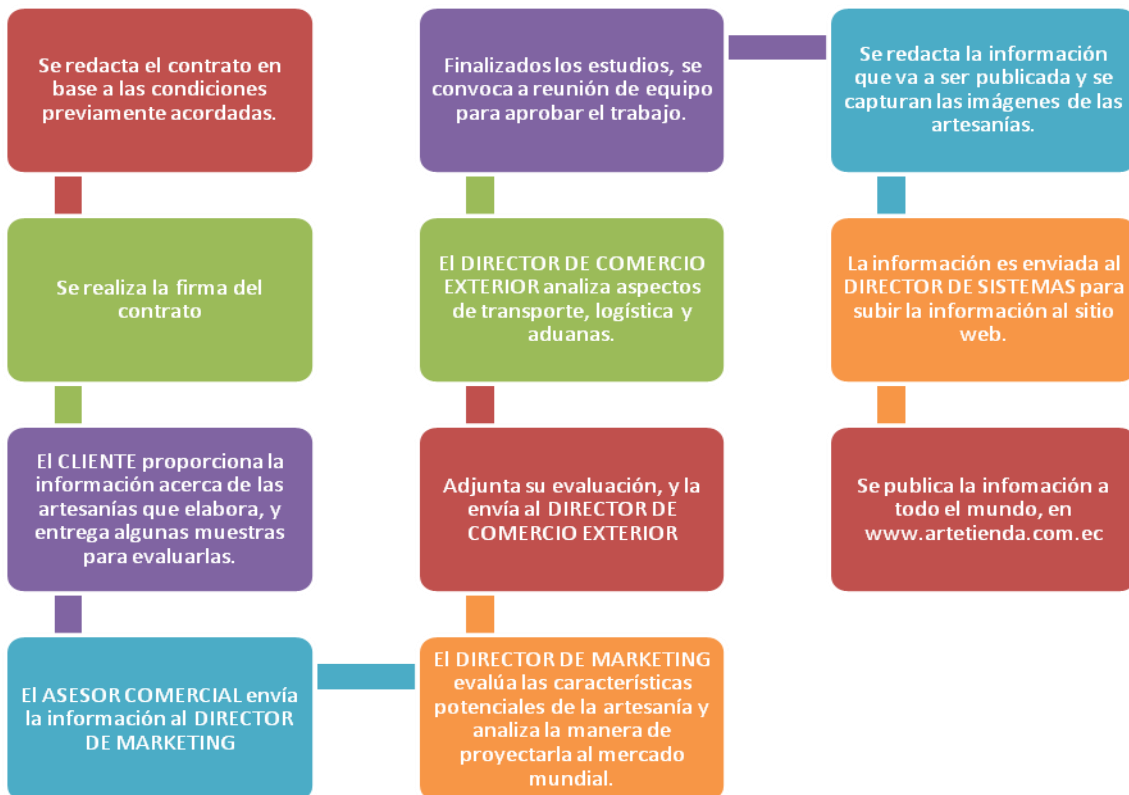 Se redacta el contrato en
base a las condiciones
previamente acordadas.
Se realiza la firma del
contrato
El CLIENTE proporciona la
información acerca de las
artesanías que elabora, y
entrega algunas muestras
para evaluarlas.
El ASESOR COMERCIAL envía
la información al DIRECTOR
DE MARKETING
El DIRECTOR DE MARKETING
evalúa las características
potenciales de la artesanía y
analiza la manera de
proyectarla al mercado
mundial.
Adjunta su evaluación, y la
envía al DIRECTOR DE
COMERCIO EXTERIOR
El DIRECTOR DE COMERCIO
EXTERIOR analiza aspectos
de transporte, logística y
aduanas.
Finalizados los estudios, se
convoca a reunión de equipo
para aprobar el trabajo.
Se redacta la información
que va a ser publicada y se
capturan las imágenes de las
artesanías.
La información es enviada al
DIRECTOR DE SISTEMAS para
subir la información al sitio
web.
Se publica la infomación a
todo el mundo, en
www.artetienda.com.ec